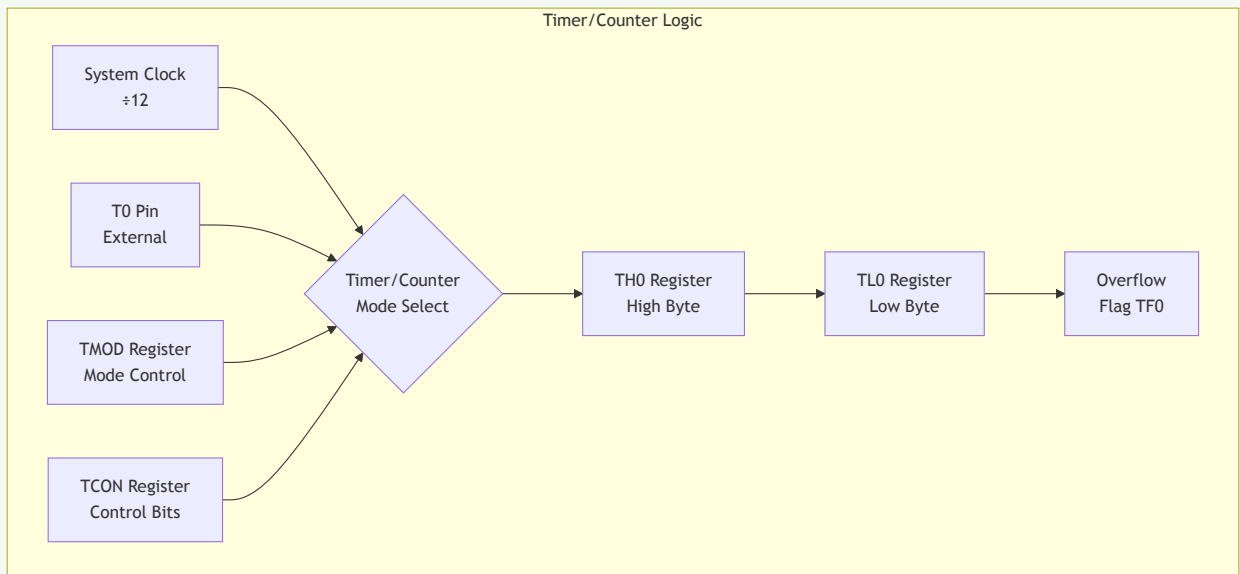 Timer/Counter Logic
System Clock
÷12
T0 Pin
External
TMOD Register
Mode Control
TCON Register
Control Bits
Timer/Counter
Mode Select
TH0 Register
High Byte
TL0 Register
Low Byte
Overflow
Flag TF0